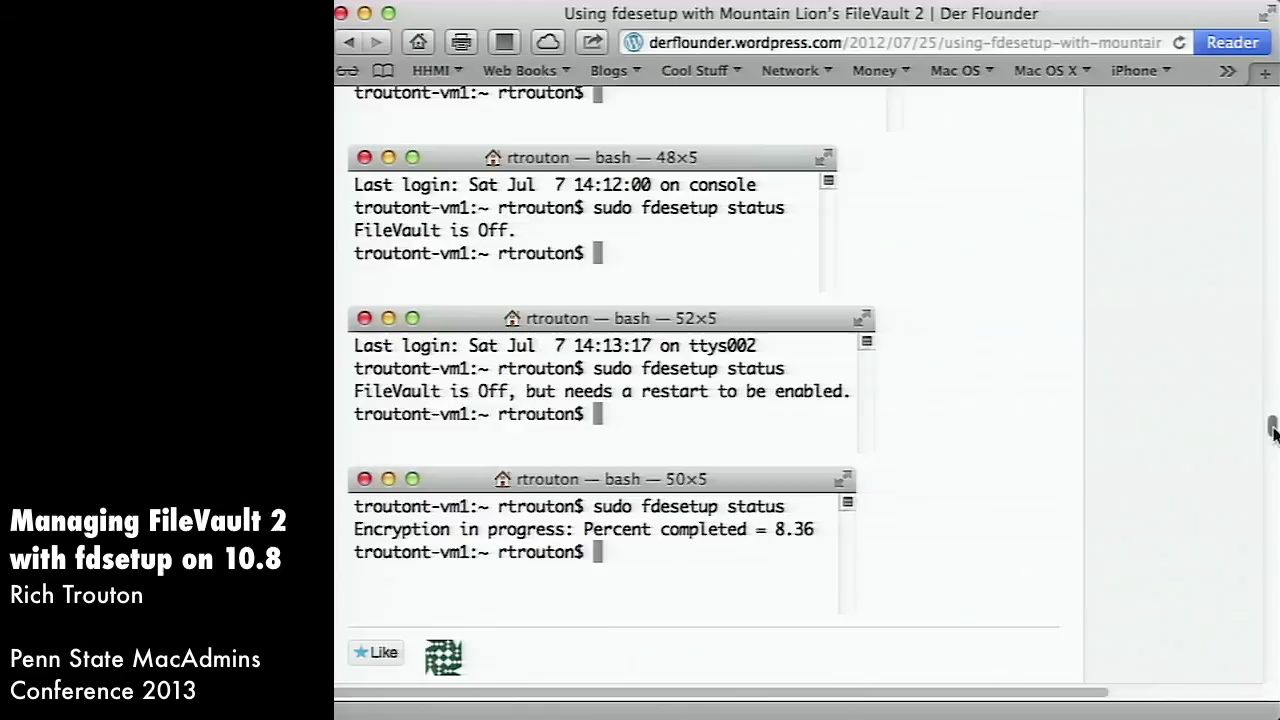 Using fdesetup with Mountain Lion's FileVault 2 | Der Flounder
derflounder.wordpress.com/2012/07/25/using-fdesetup-with-mountair
Reader
HHMI Web Books Blogs Cool Stuff Network Money Mac OS Mac OS X iPhone
troutont-vm1:~ rtrouton$
rtrouton — bash — 48×5
Last login: Sat Jul  7 14:12:00 on console
troutont-vm1:~ rtrouton$ sudo fdesetup status
FileVault is Off.
troutont-vm1:~ rtrouton$
rtrouton — bash — 52×5
Last login: Sat Jul  7 14:13:17 on ttys002
troutont-vm1:~ rtrouton$ sudo fdesetup status
FileVault is Off, but needs a restart to be enabled.
troutont-vm1:~ rtrouton$
rtrouton — bash — 50×5
troutont-vm1:~ rtrouton$ sudo fdesetup status
Encryption in progress: Percent completed = 8.36
troutont-vm1:~ rtrouton$
Like
Managing FileVault 2
with fdsetup on 10.8
Rich Trouton
Penn State MacAdmins
Conference 2013